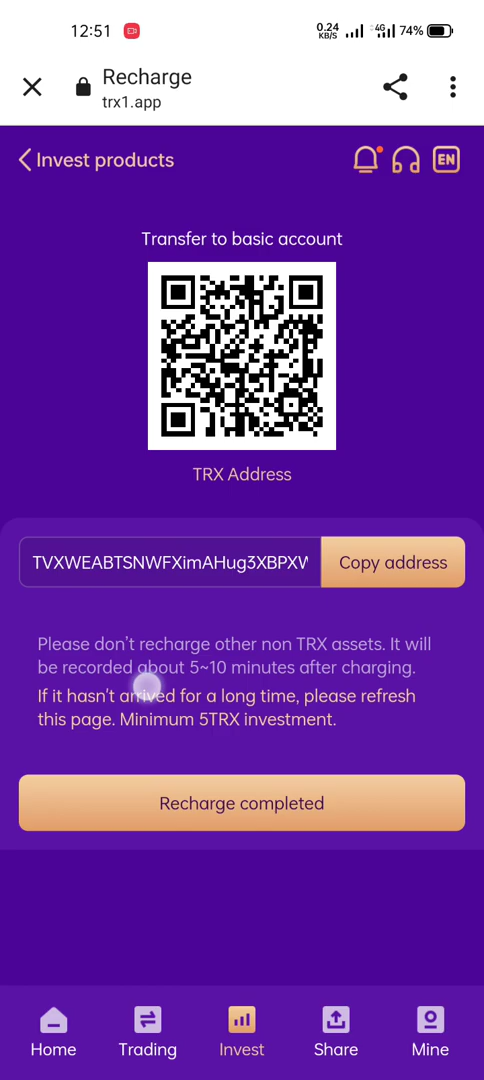 12:51
0.24
KB/S
4G
74%
Recharge
trx1.app
Invest products
EN
Transfer to basic account
TRX Address
TVXWEABTSNWFXimAHug3XBPXW
Copy address
Please don't recharge other non TRX assets. It will
be recorded about 5~10 minutes after charging.
If it hasn't arrived for a long time, please refresh
this page. Minimum 5TRX investment.
Recharge completed
Home
Trading
Invest
Share
Mine